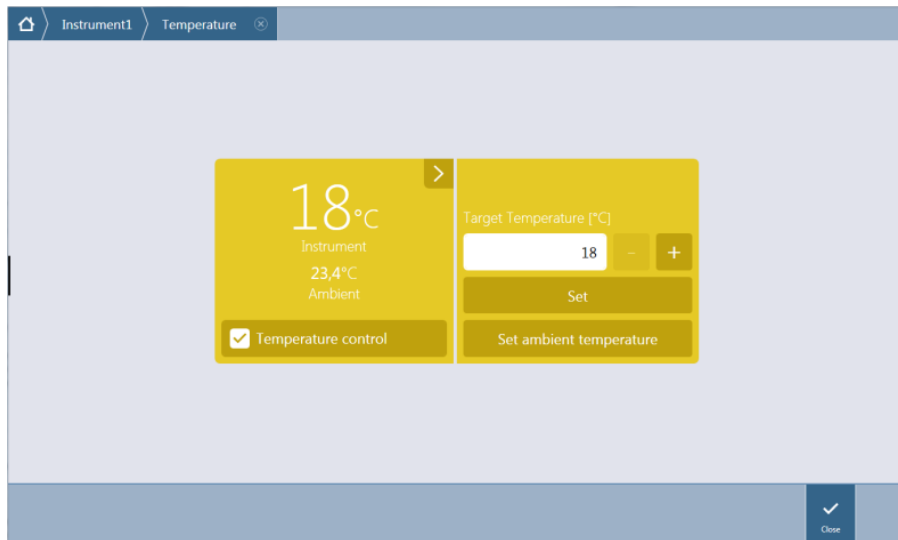 Instrument1 Temperature
18°C
Instrument
23,4°C
Ambient
Temperature control
Target Temperature [°C]
18 - +
Set
Set ambient temperature
Close